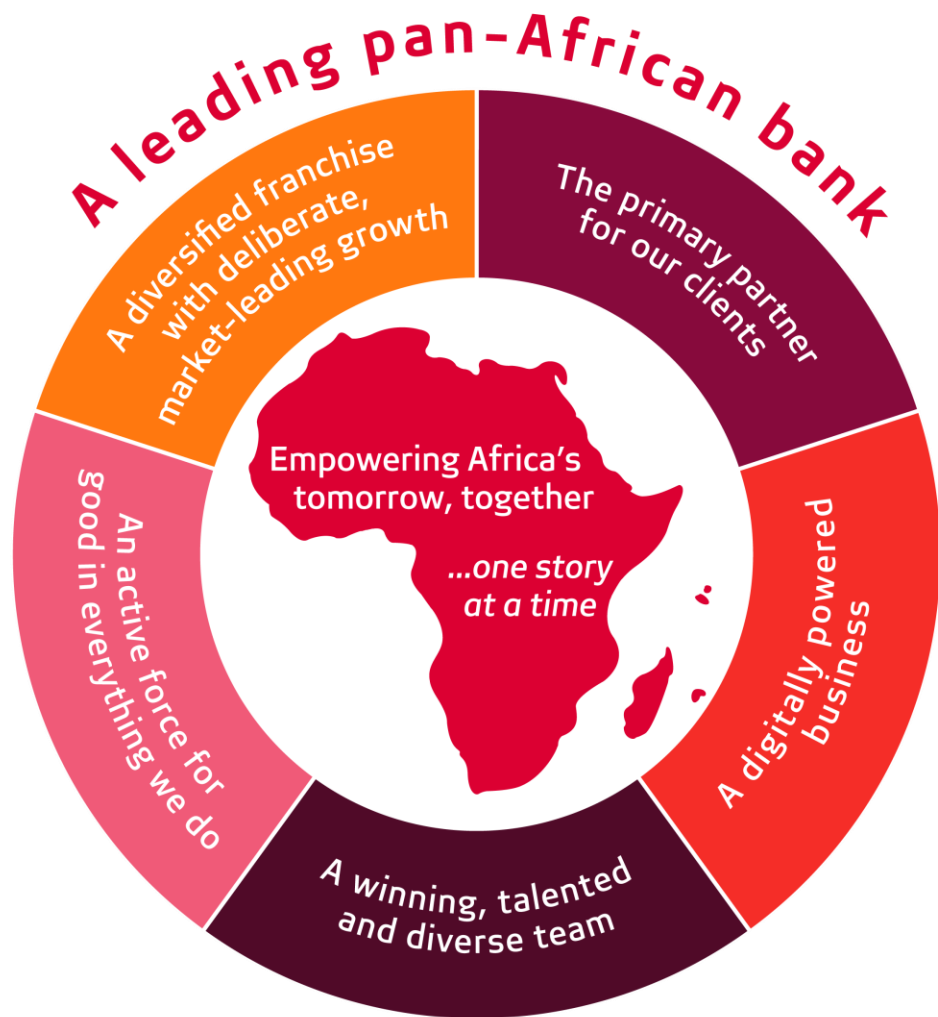 A leading pan-African bank
A diversified franchise
with deliberate,
market-leading growth
The primary partner
for our clients
A digitally powered
business
A winning, talented
and diverse team
An active force for
good in everything we do
Empowering Africa's
tomorrow, together
...one story
at a time